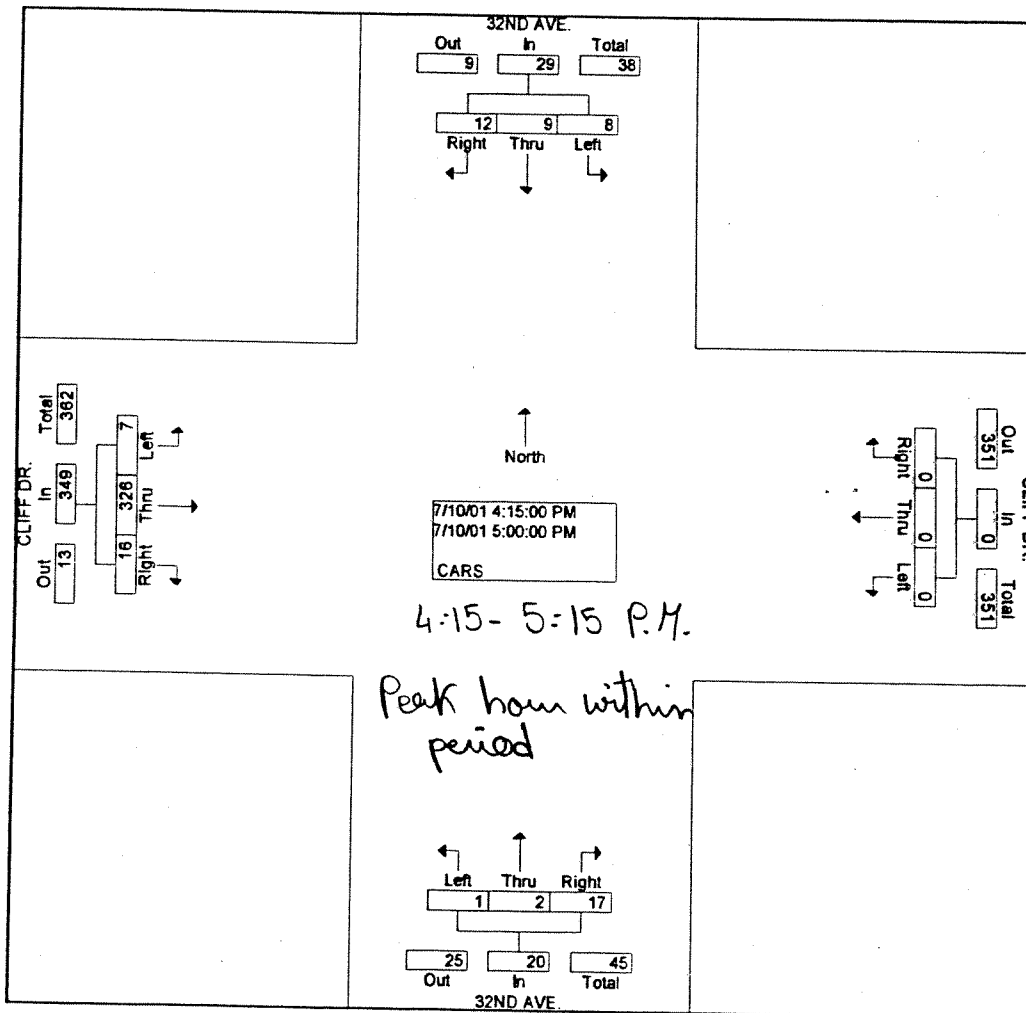 32ND AVE.
Out In Total
9 29 38
12 9 8
Right Thru Left
CLIFF DR.
Total In Out
362 349 13
7 326 16
Left Thru Right
North
7/10/01 4:15:00 PM
7/10/01 5:00:00 PM
CARS
4:15 - 5:15 P.M.
Peak hour within
period
Right Thru Left
0 0 0
351 0 351
Out In Total
Left Thru Right
1 2 17
25 20 45
Out In Total
32ND AVE.